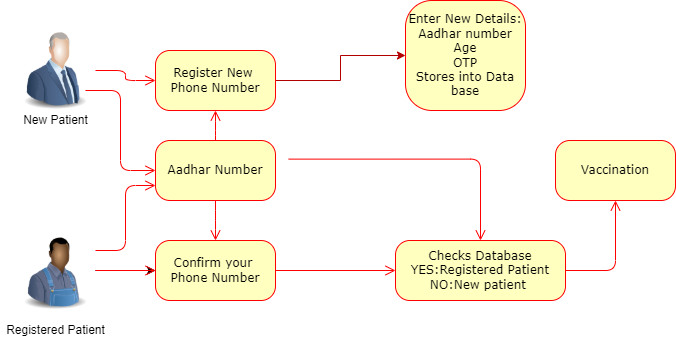 Enter New Details:
Aadhar number
Age
OTP
Stores into Data
base
Register New
Phone Number
New Patient
Aadhar Number
Vaccination
Confirm your
Phone Number
Checks Database
YES:Registered Patient
NO:New patient
Registered Patient